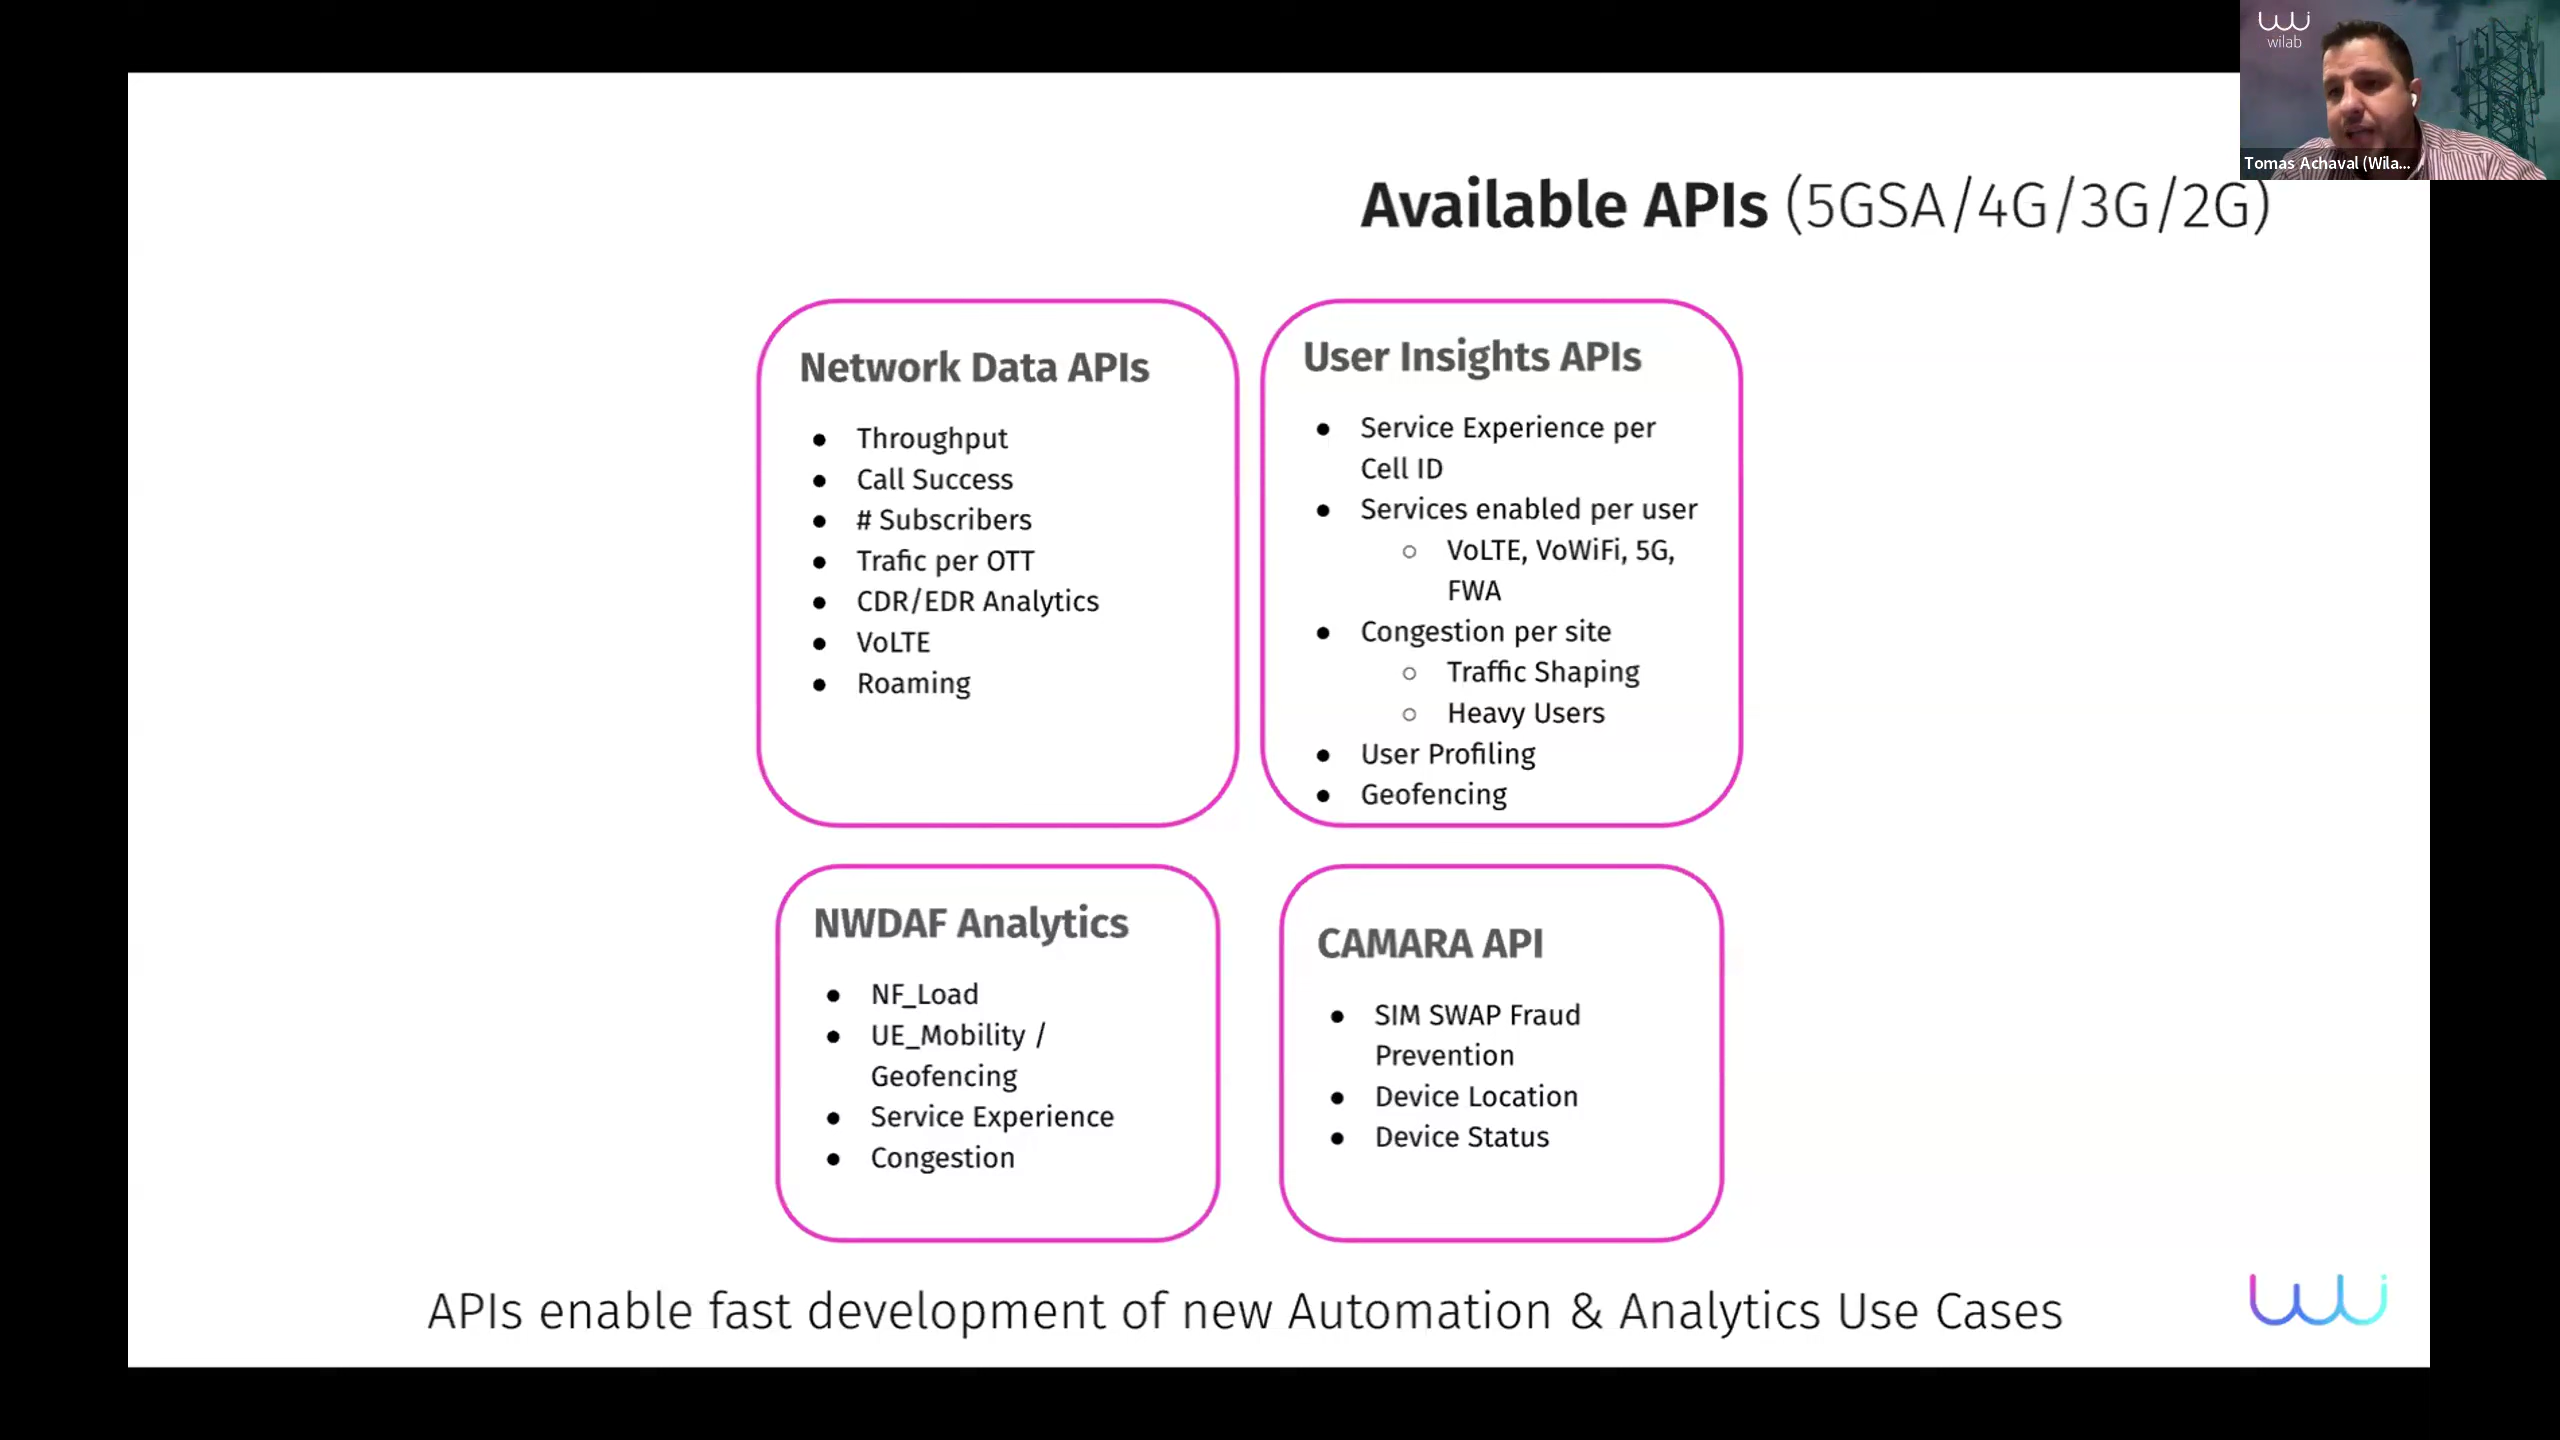 wilab
Tomas Achaval (Wila...
Available APIs (5GSA/4G/3G/2G)
Network Data APIs
● Throughput
● Call Success
● # Subscribers
● Trafic per OTT
● CDR/EDR Analytics
● VoLTE
● Roaming
User Insights APIs
● Service Experience per
Cell ID
● Services enabled per user
○ VoLTE, VoWiFi, 5G,
FWA
● Congestion per site
○ Traffic Shaping
○ Heavy Users
● User Profiling
● Geofencing
NWDAF Analytics
● NF_Load
● UE_Mobility /
Geofencing
● Service Experience
● Congestion
CAMARA API
● SIM SWAP Fraud
Prevention
● Device Location
● Device Status
APIs enable fast development of new Automation & Analytics Use Cases